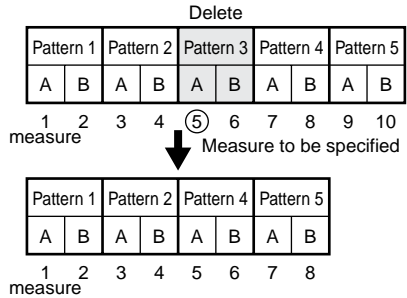 Delete
Pattern 1 Pattern 2 Pattern 3 Pattern 4 Pattern 5
A B A B A B A B A B
1 2 3 4 5 6 7 8 9 10
measure Measure to be specified
Pattern 1 Pattern 2 Pattern 4 Pattern 5
A B A B A B A B
1 2 3 4 5 6 7 8
measure